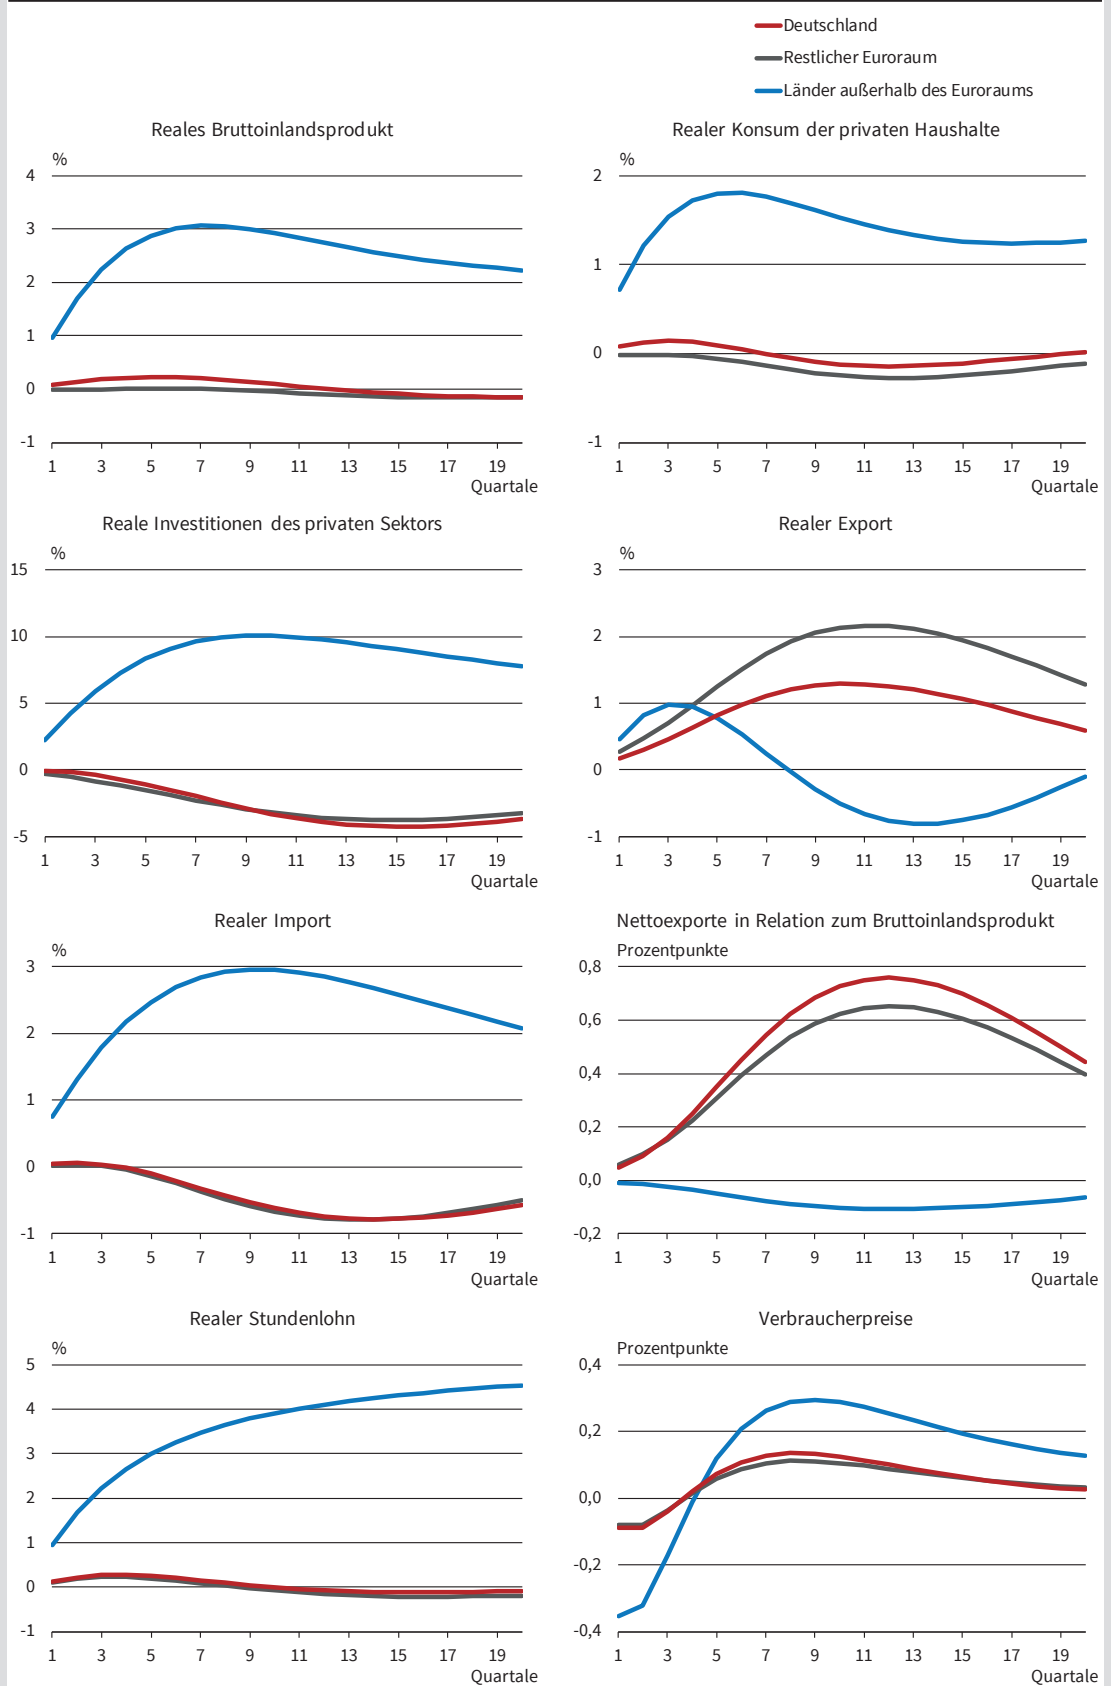 Deutschland
Restlicher Euroraum
Länder außerhalb des Euroraums
Reales Bruttoinlandsprodukt
%
4
3
2
1
0
-1
1 3 5 7 9 11 13 15 17 19
Quartale
Realer Konsum der privaten Haushalte
%
2
1
0
-1
1 3 5 7 9 11 13 15 17 19
Quartale
Reale Investitionen des privaten Sektors
%
15
10
5
0
-5
1 3 5 7 9 11 13 15 17 19
Quartale
Realer Export
%
3
2
1
0
-1
1 3 5 7 9 11 13 15 17 19
Quartale
Realer Import
%
3
2
1
0
-1
1 3 5 7 9 11 13 15 17 19
Quartale
Nettoexporte in Relation zum Bruttoinlandsprodukt
Prozentpunkte
0,8
0,6
0,4
0,2
0,0
-0,2
1 3 5 7 9 11 13 15 17 19
Quartale
Realer Stundenlohn
%
5
4
3
2
1
0
-1
1 3 5 7 9 11 13 15 17 19
Quartale
Verbraucherpreise
Prozentpunkte
0,4
0,2
0,0
-0,2
-0,4
1 3 5 7 9 11 13 15 17 19
Quartale